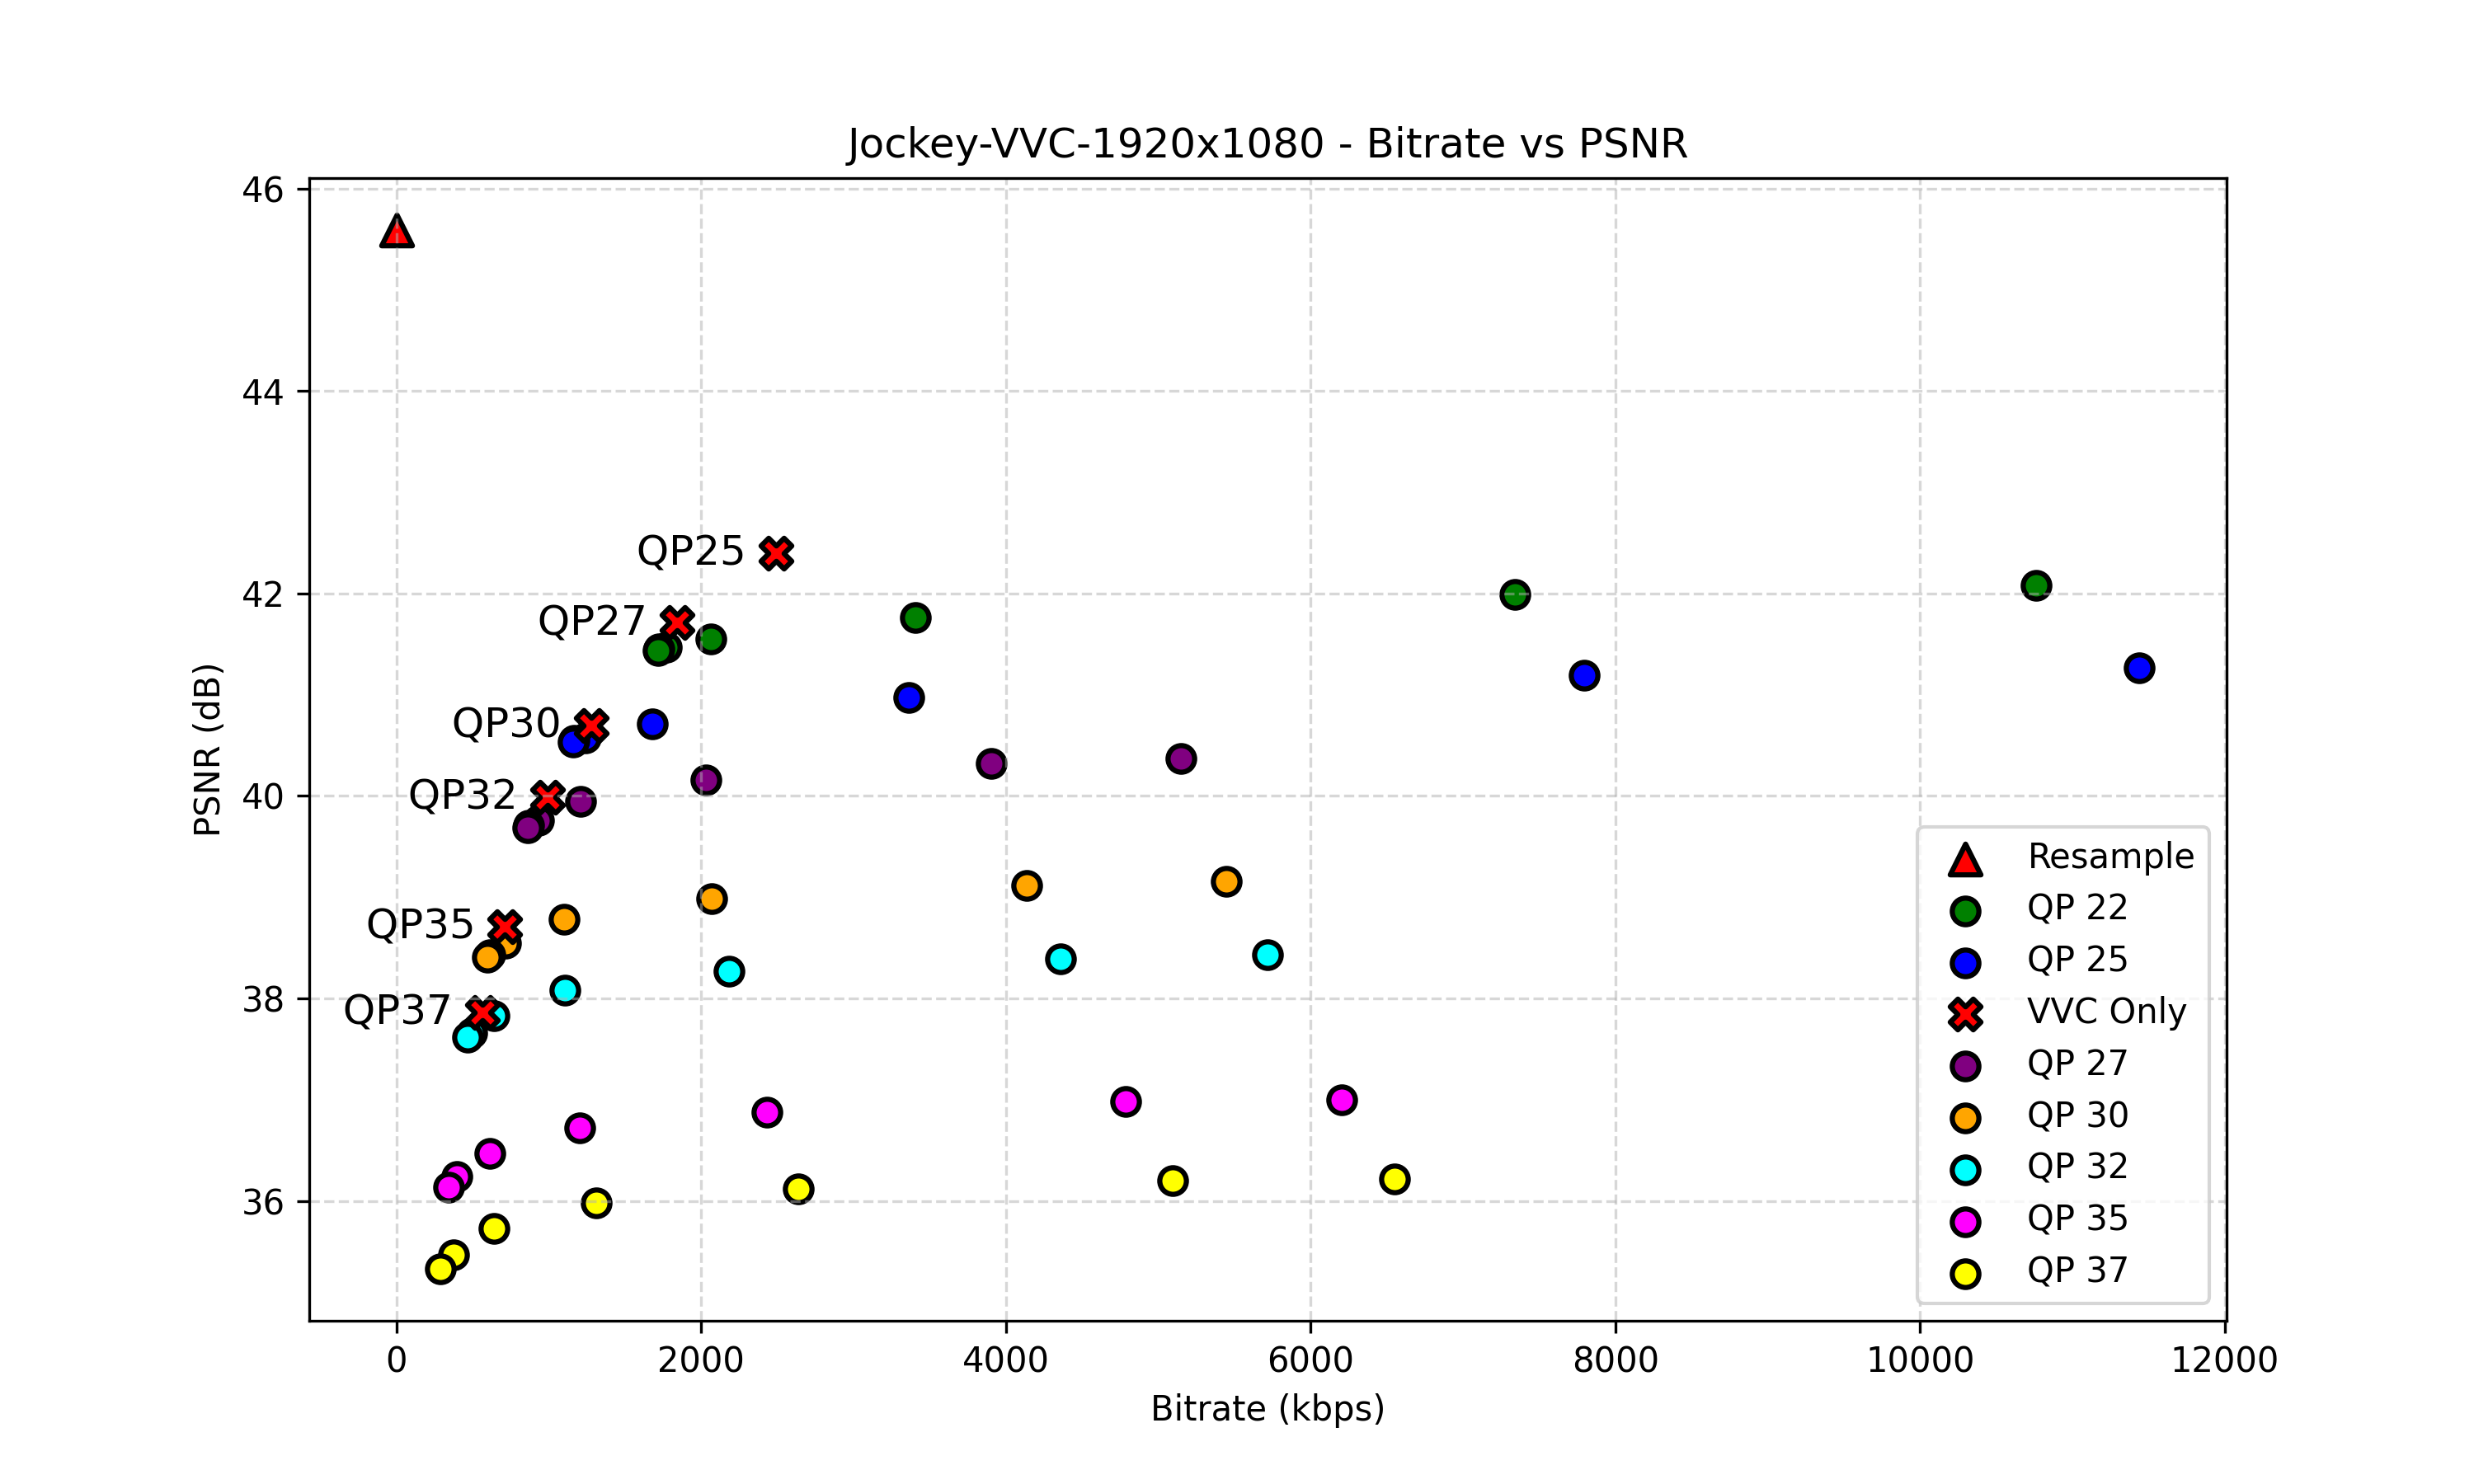 Jockey-VVC-1920x1080 - Bitrate vs PSNR
PSNR (dB)
46
44
42
40
38
36
QP25
QP27
QP30
QP32
QP35
QP37
Resample
QP 22
QP 25
VVC Only
QP 27
QP 30
QP 32
QP 35
QP 37
0 2000 4000 6000 8000 10000 12000
Bitrate (kbps)